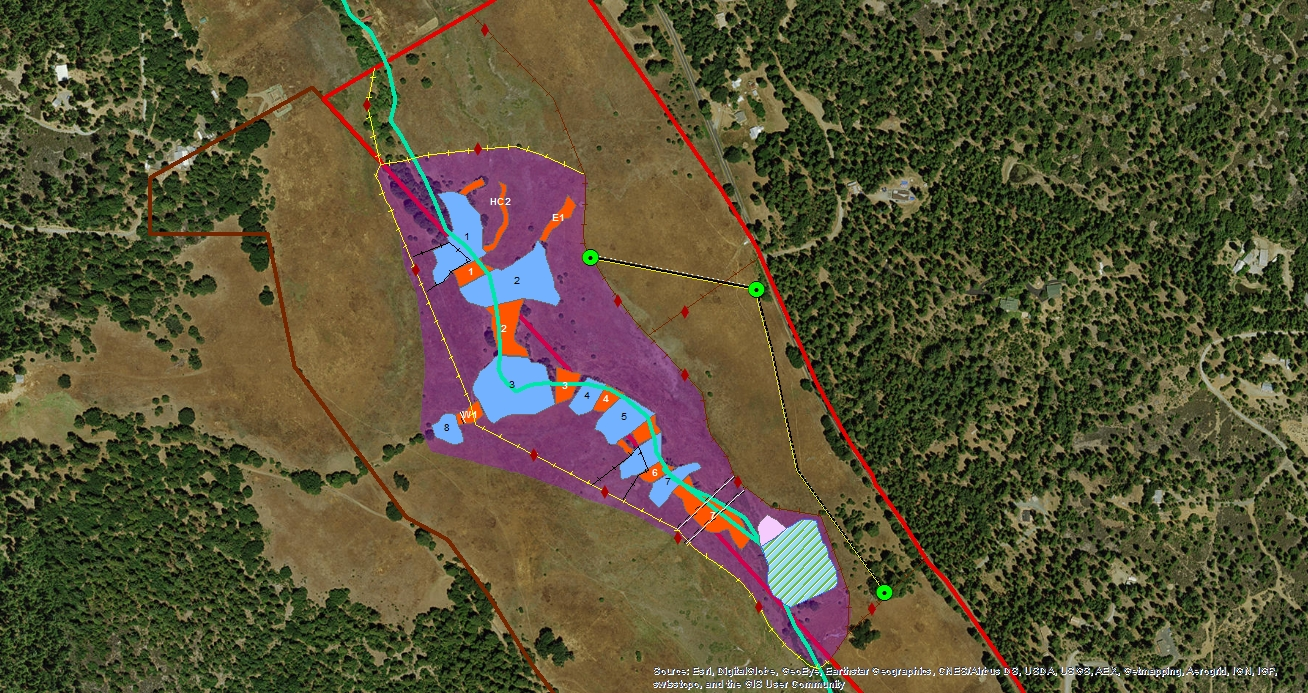 HC2
E1
1
1
2
2
3
3
4
4
5
W1
8
6
7
7
Source: Esri, DigitalGlobe, GeoEye, Earthstar Geographics, CNES/Airbus DS, USDA, USGS, AEX, Getmapping, Aerogrid, IGN, IGP,
swisstopo, and the GIS User Community